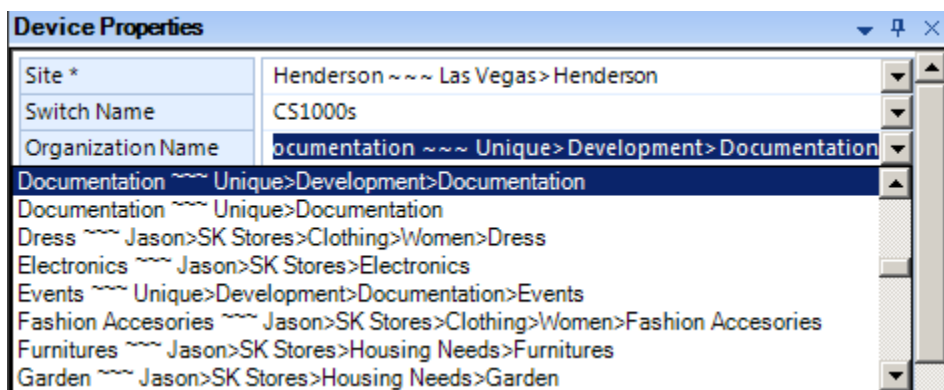 Device Properties
Site * Henderson ~~~ Las Vegas>Henderson
Switch Name CS1000s
Organization Name ocumentation ~~~ Unique>Development>Documentation
Documentation ~~~ Unique>Development>Documentation
Documentation ~~~ Unique>Documentation
Dress ~~~ Jason>SK Stores>Clothing>Women>Dress
Electronics ~~~ Jason>SK Stores>Electronics
Events ~~~ Unique>Development>Documentation>Events
Fashion Accesories ~~~ Jason>SK Stores>Clothing>Women>Fashion Accesories
Furnitures ~~~ Jason>SK Stores>Housing Needs>Furnitures
Garden ~~~ Jason>SK Stores>Housing Needs>Garden